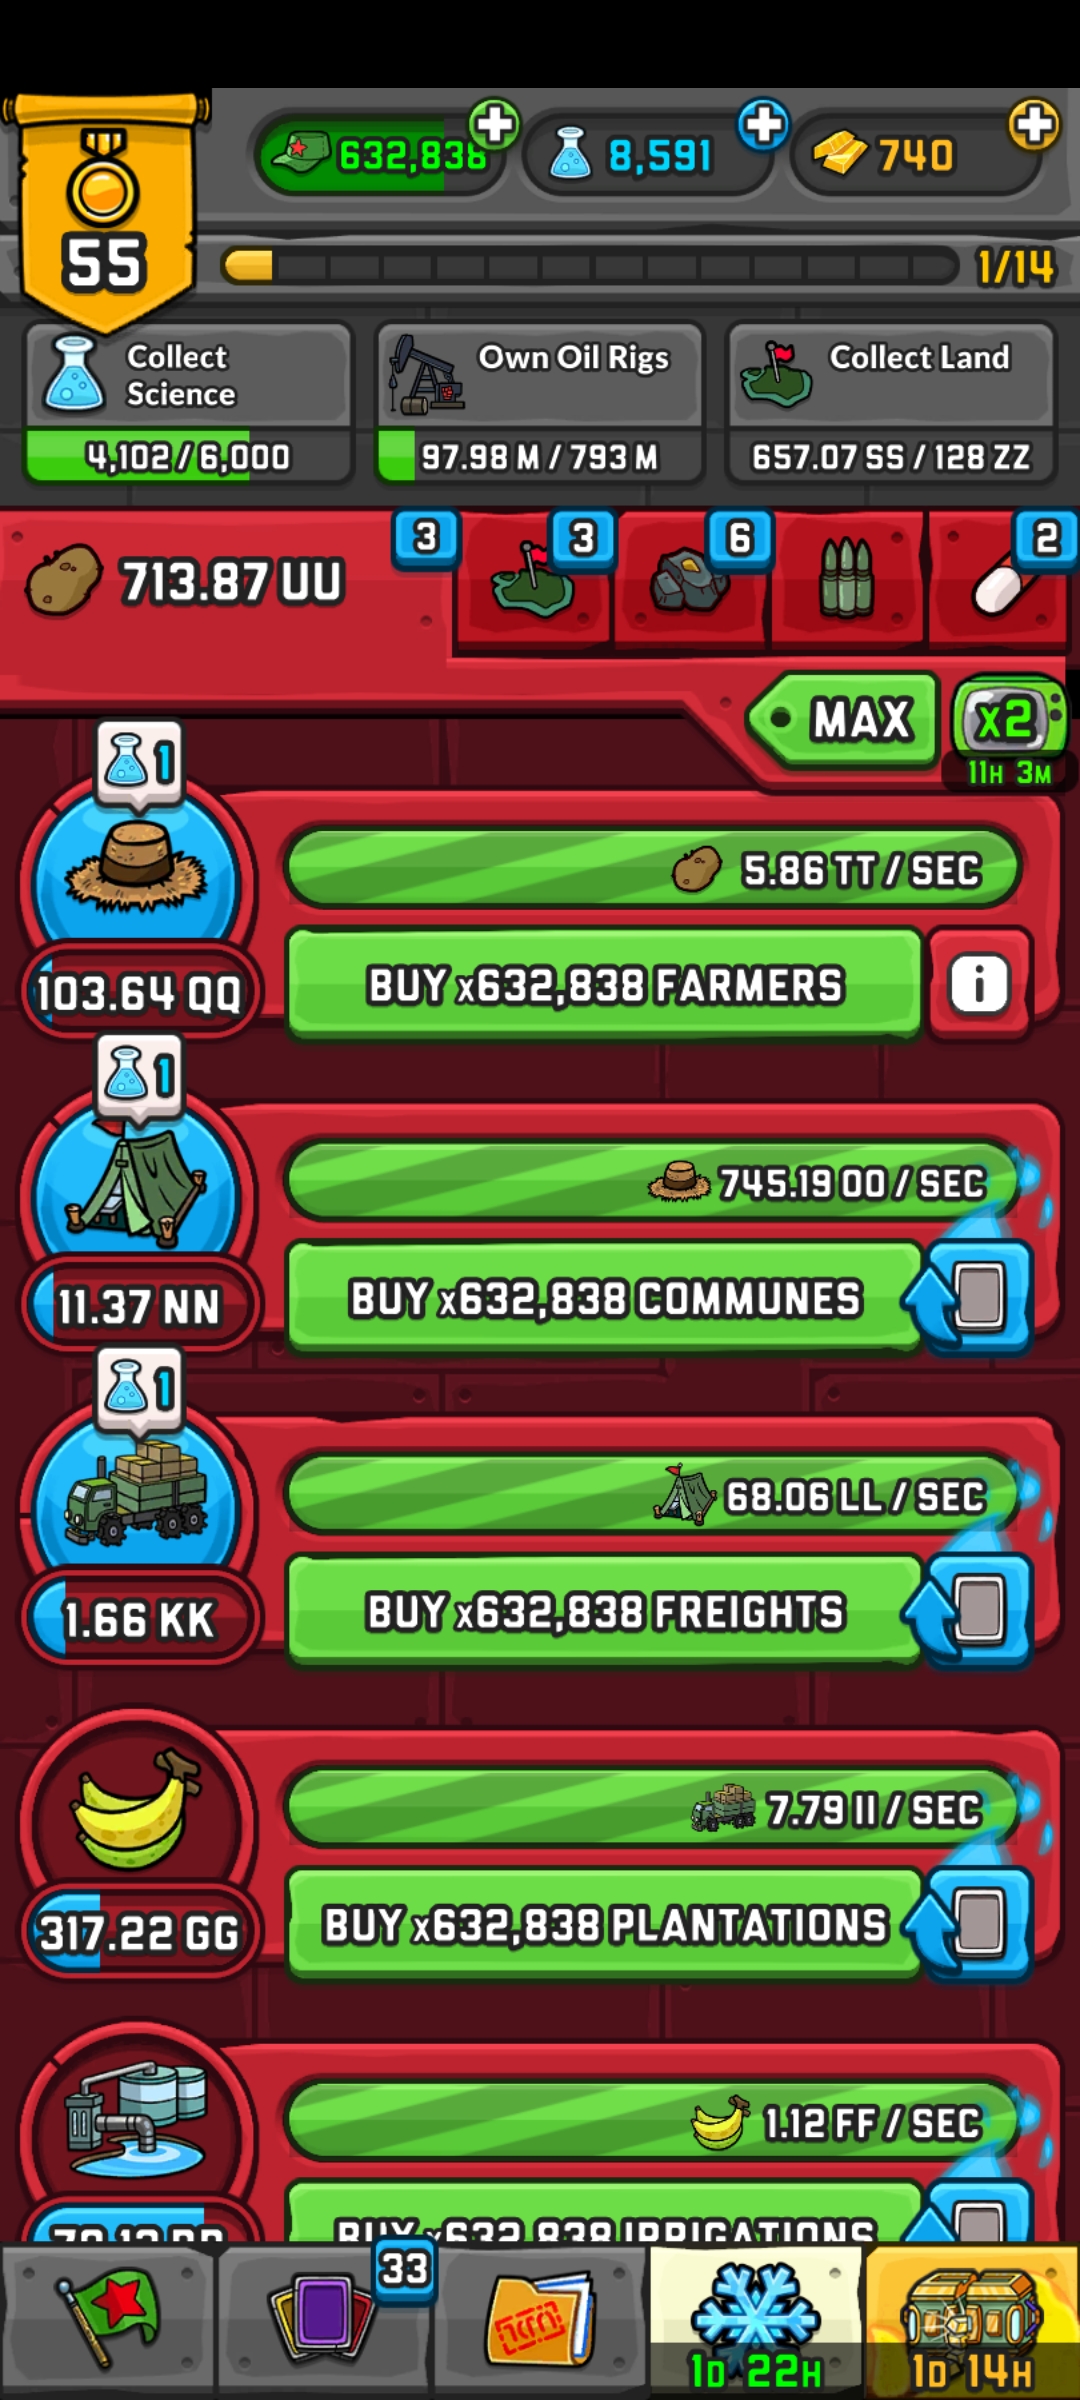 55
632,838
8,591
740
1/14
Collect
Science
4,102 / 6,000
Own Oil Rigs
97.98 M / 793 M
Collect Land
657.07 SS / 128 ZZ
713.87 UU
3
3
6
2
MAX
x2
11H 3M
1
5.86 TT / SEC
103.64 QQ
BUY x632,838 FARMERS
i
1
745.19 OO / SEC
11.37 NN
BUY x632,838 COMMUNES
1
68.06 LL / SEC
1.66 KK
BUY x632,838 FREIGHTS
7.79 II / SEC
317.22 GG
BUY x632,838 PLANTATIONS
1.12 FF / SEC
BUY x632,838 IRRIGATIONS
33
1D 22H
1D 14H